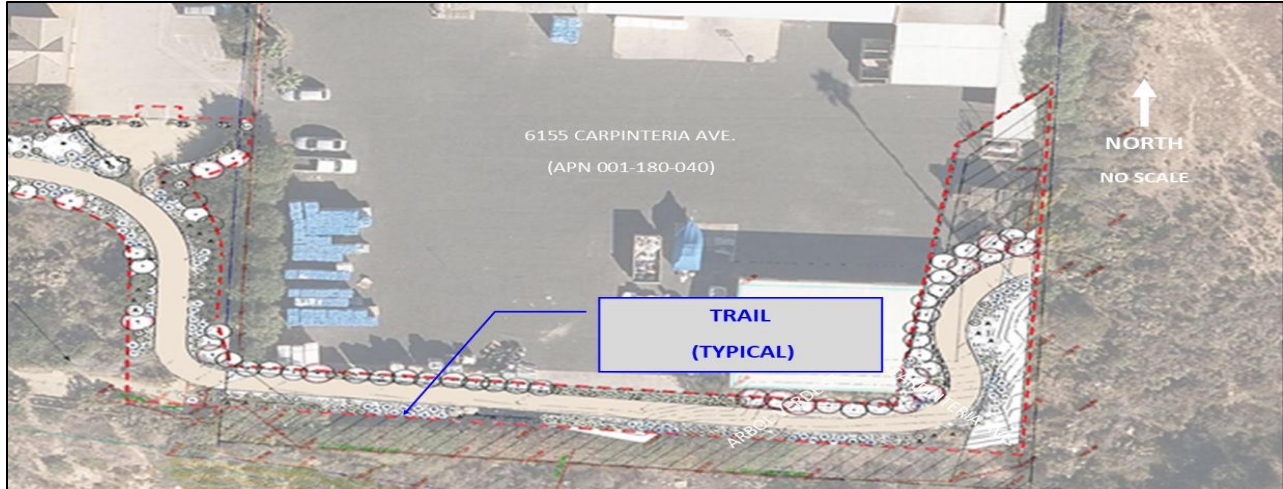 6155 CARPINTERIA AVE.
(APN 001-180-040)
NORTH
NO SCALE
TRAIL
(TYPICAL)